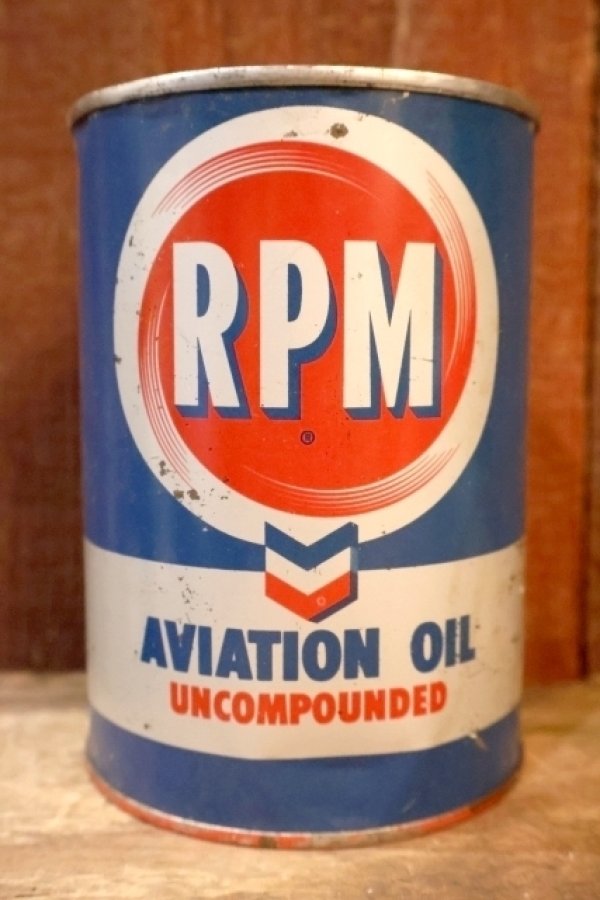 RPM
®
AVIATION OIL
UNCOMPOUNDED